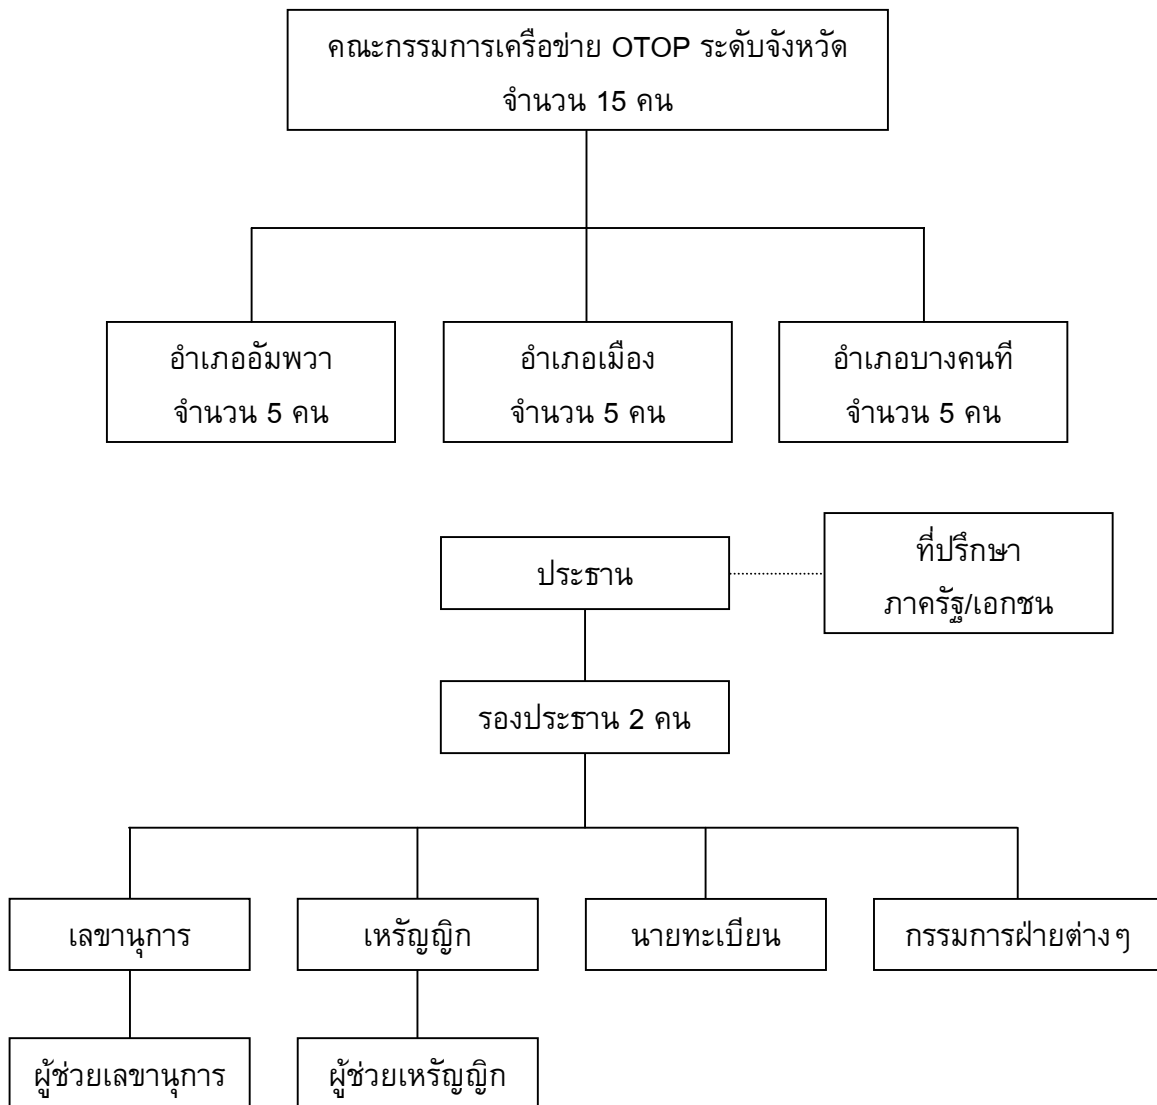 คณะกรรมการเครือข่าย OTOP ระดับจังหวัด
จำนวน 15 คน
อำเภออัมพวา
จำนวน 5 คน
อำเภอเมือง
จำนวน 5 คน
อำเภอบางคนที
จำนวน 5 คน
ประธาน
ที่ปรึกษา
ภาครัฐ/เอกชน
รองประธาน 2 คน
เลขานุการ
เหรัญญิก
นายทะเบียน
กรรมการฝ่ายต่างๆ
ผู้ช่วยเลขานุการ
ผู้ช่วยเหรัญญิก